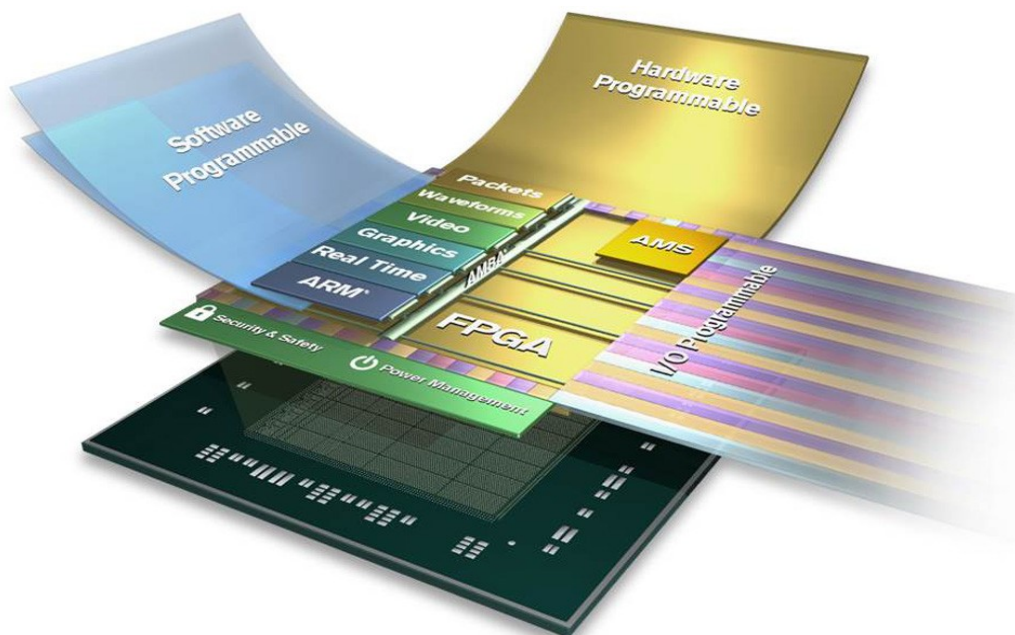 Software
Programmable
Hardware
Programmable
Packets
Waveforms
Video
Graphics
Real Time
ARM®
AMBA®
AMS
FPGA
I/O Programmable
Security & Safety
Power Management